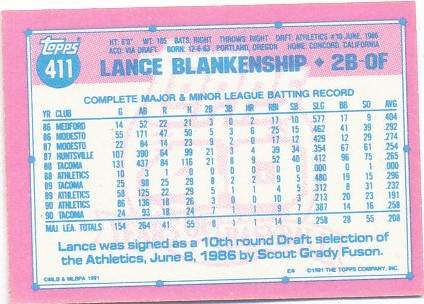 topps
411
HT: 6'0" WT: 185 BATS: RIGHT THROWS: RIGHT DRAFT: ATHLETICS #10-JUNE, 1986
ACQ: VIA DRAFT BORN: 12-6-63, PORTLAND, OREGON HOME: CONCORD, CALIFORNIA
LANCE BLANKENSHIP ♦ 2B-OF
COMPLETE MAJOR & MINOR LEAGUE BATTING RECORD
YR CLUB G AB R H 2B 3B HR RBI SB SLG BB SO AVG
86 MEDFORD 14 52 22 21 3 0 2 17 10 .577 17 9 .404
86 MODESTO 55 171 47 50 5 3 6 25 15 .462 41 39 .292
87 MODESTO 22 84 14 23 9 2 0 17 12 .429 12 29 .274
87 HUNTSVILLE 107 390 64 99 21 3 4 39 34 .354 67 61 .254
88 TACOMA 131 437 84 116 21 8 9 52 40 .412 96 75 .265
88 ATHLETICS 10 3 1 0 0 0 0 0 0 .000 0 1 .000
89 TACOMA 25 98 25 29 8 2 2 9 5 .480 19 15 .296
89 ATHLETICS 58 125 22 29 5 1 1 4 5 .312 8 31 .232
90 ATHLETICS 86 136 18 26 3 0 0 10 3 .213 20 23 .191
90 TACOMA 24 93 18 24 7 1 1 9 7 .387 14 16 .258
MAJ. LEA. TOTALS 154 264 41 55 8 1 1 14 8 .258 28 55 .208
Lance was signed as a 10th round Draft selection of
the Athletics, June 8, 1986 by Scout Grady Fuson.
©MLB & MLBPA 1991
©1991 THE TOPPS COMPANY, INC.